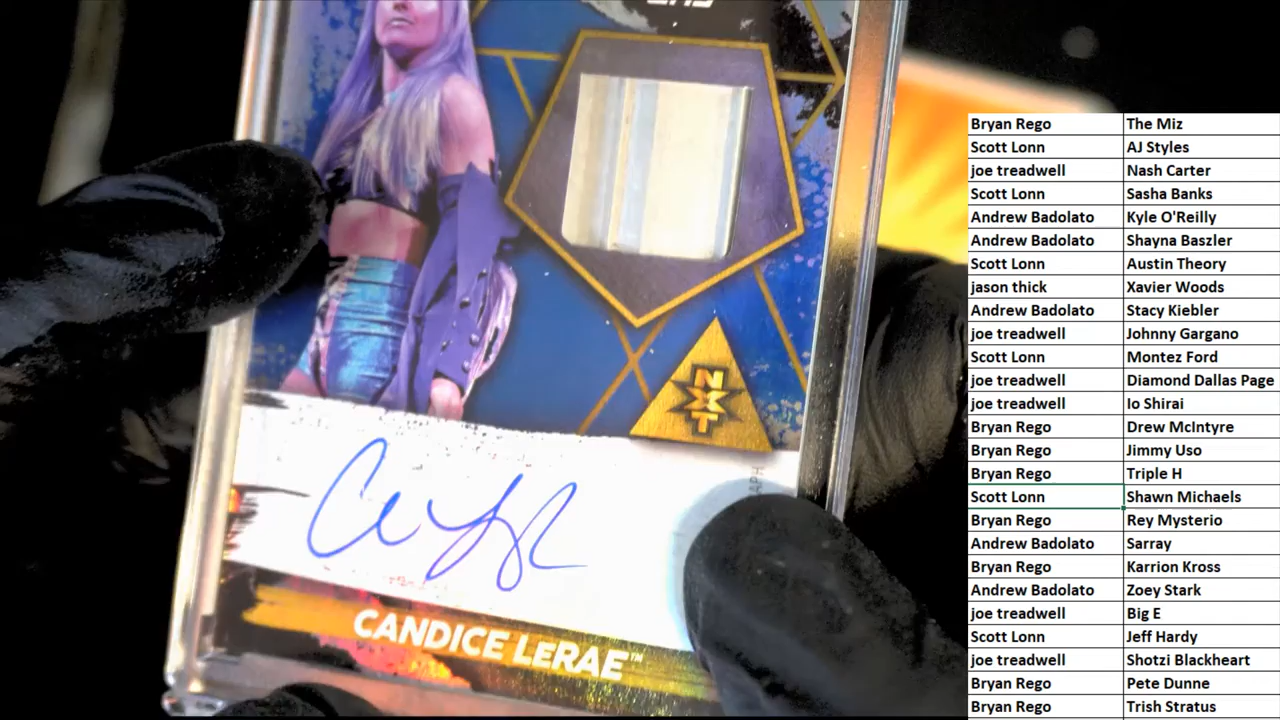 NXT
CANDICE LERAE™
Bryan Rego The Miz
Scott Lonn AJ Styles
joe treadwell Nash Carter
Scott Lonn Sasha Banks
Andrew Badolato Kyle O'Reilly
Andrew Badolato Shayna Baszler
Scott Lonn Austin Theory
jason thick Xavier Woods
Andrew Badolato Stacy Kiebler
joe treadwell Johnny Gargano
Scott Lonn Montez Ford
joe treadwell Diamond Dallas Page
joe treadwell Io Shirai
Bryan Rego Drew McIntyre
Bryan Rego Jimmy Uso
Bryan Rego Triple H
Scott Lonn Shawn Michaels
Bryan Rego Rey Mysterio
Andrew Badolato Sarray
Bryan Rego Karrion Kross
Andrew Badolato Zoey Stark
joe treadwell Big E
Scott Lonn Jeff Hardy
joe treadwell Shotzi Blackheart
Bryan Rego Pete Dunne
Bryan Rego Trish Stratus